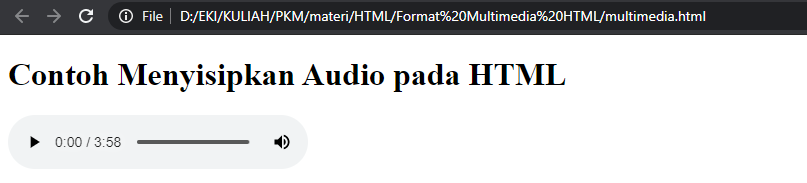 File D:/EKI/KULIAH/PKM/materi/HTML/Format%20Multimedia%20HTML/multimedia.html
Contoh Menyisipkan Audio pada HTML
0:00 / 3:58